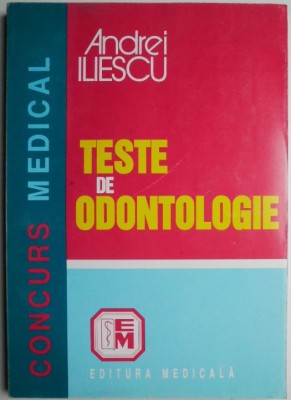 CONCURS MEDICAL
Andrei
ILIESCU
TESTE
DE
ODONTOLOGIE
EM
EDITURA MEDICALĂ